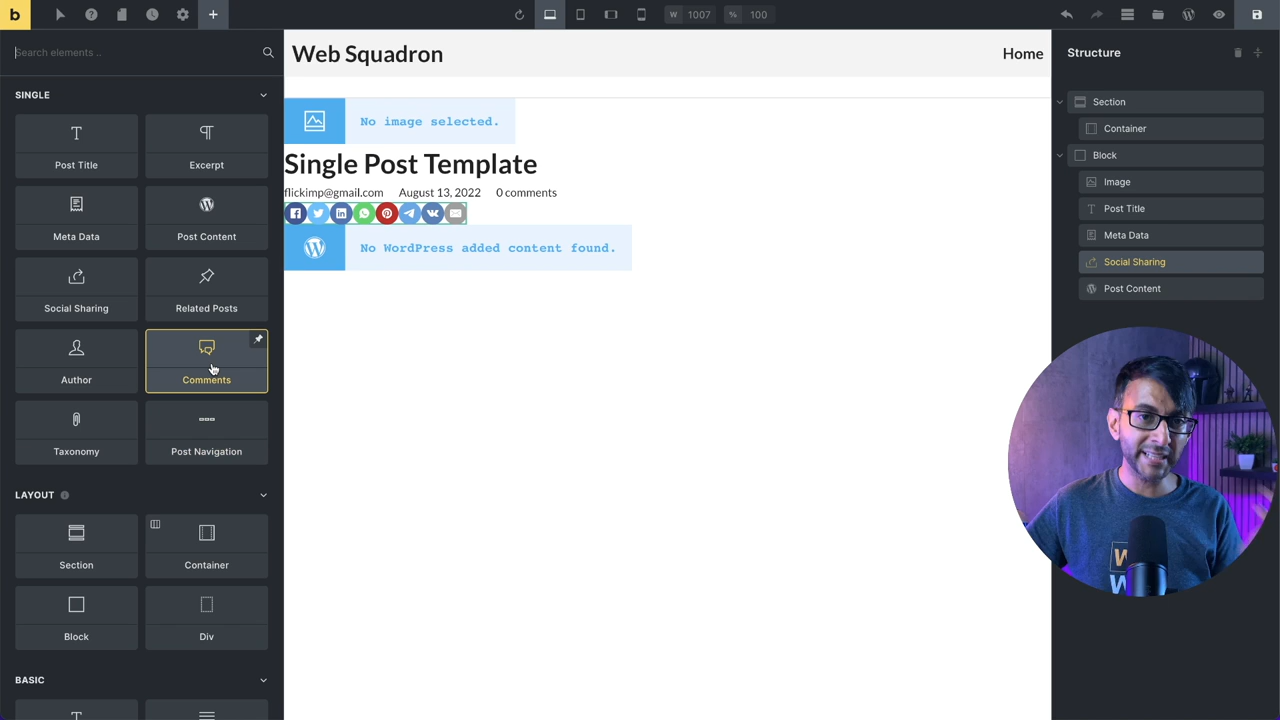 b
W 1007 % 100
Search elements ..
SINGLE
Post Title
Excerpt
Meta Data
Post Content
Social Sharing
Related Posts
Author
Comments
Taxonomy
Post Navigation
LAYOUT
Section
Container
Block
Div
BASIC
Web Squadron
Home
No image selected.
Single Post Template
flickimp@gmail.com August 13, 2022 0 comments
No WordPress added content found.
Structure
Section
Container
Block
Image
Post Title
Meta Data
Social Sharing
Post Content